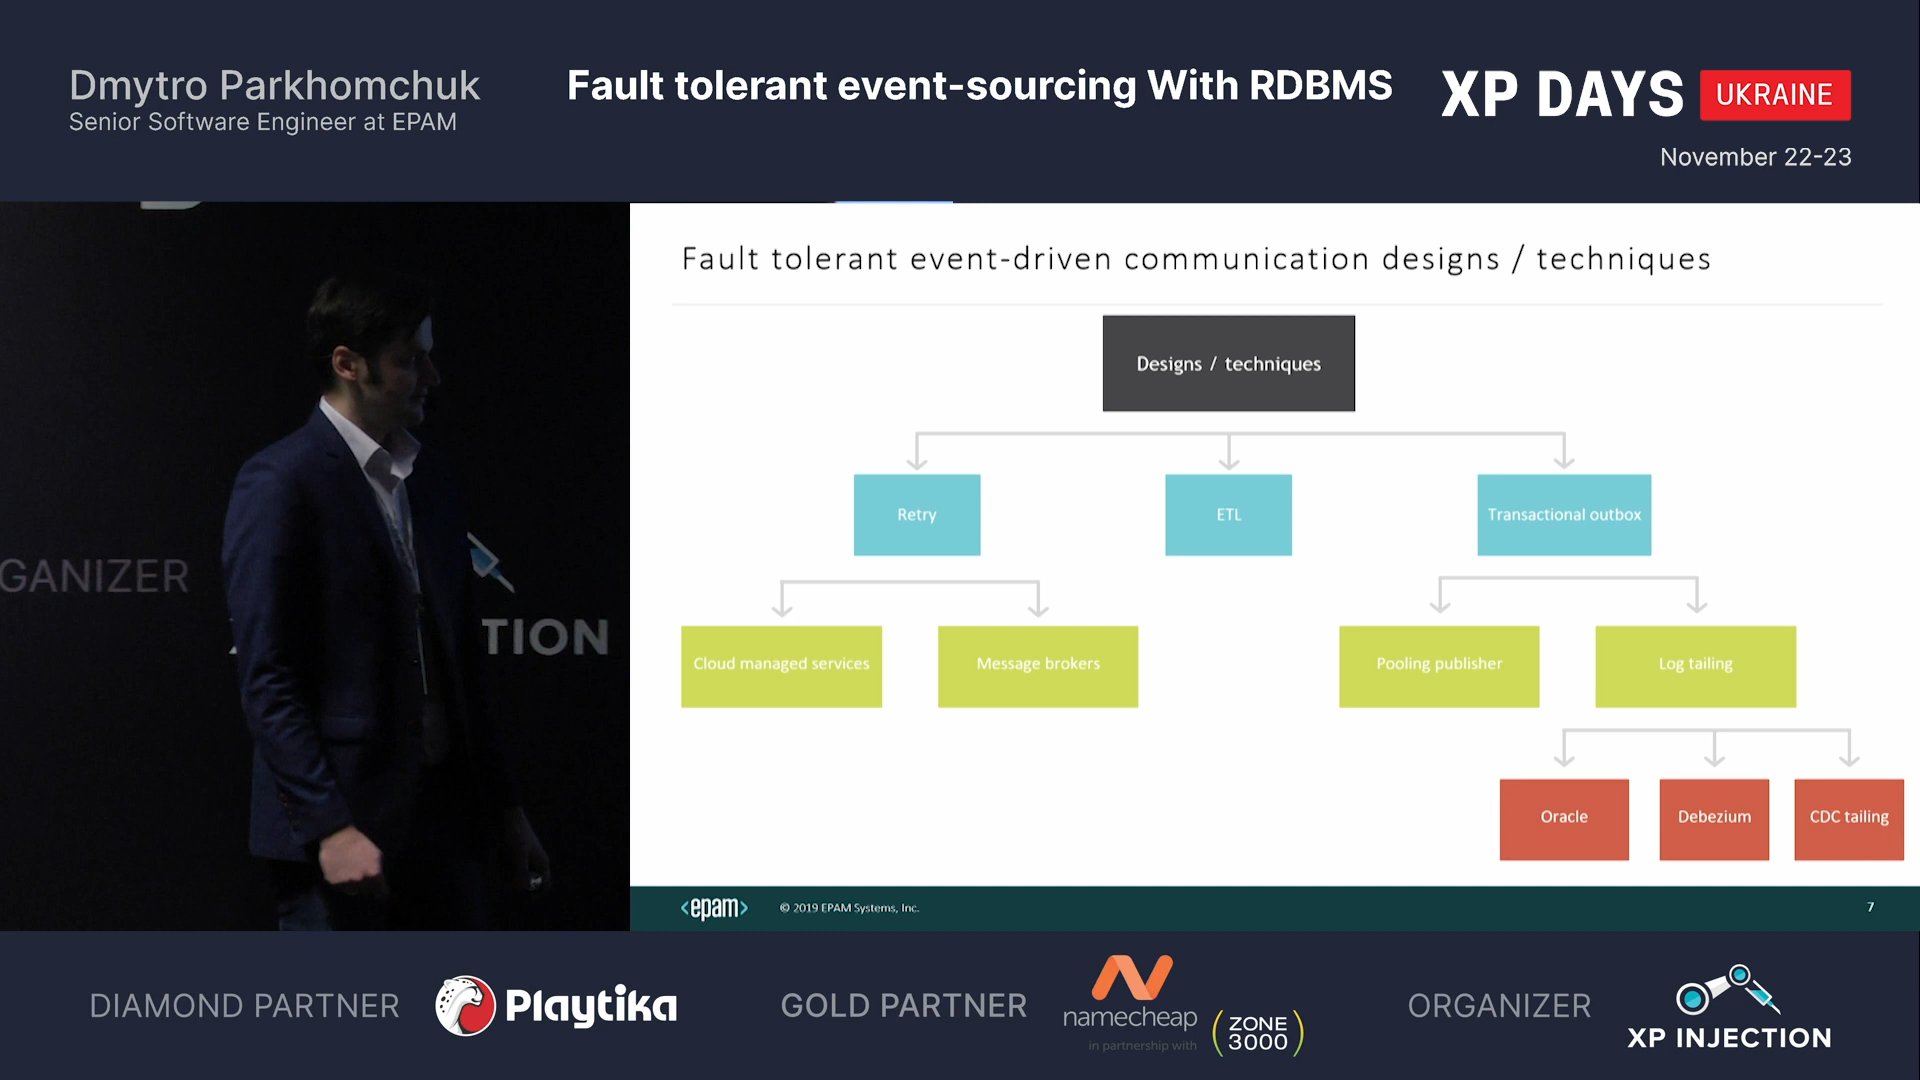 Dmytro Parkhomchuk
Senior Software Engineer at EPAM
Fault tolerant event-sourcing With RDBMS
XP DAYS UKRAINE
November 22-23
GANIZER
TION
Fault tolerant event-driven communication designs / techniques
Designs / techniques
Retry
ETL
Transactional outbox
Cloud managed services
Message brokers
Pooling publisher
Log tailing
Oracle
Debezium
CDC tailing
<epam>
© 2019 EPAM Systems, Inc.
7
DIAMOND PARTNER
Playtika
GOLD PARTNER
namecheap
in partnership with
ZONE
3000
ORGANIZER
XP INJECTION